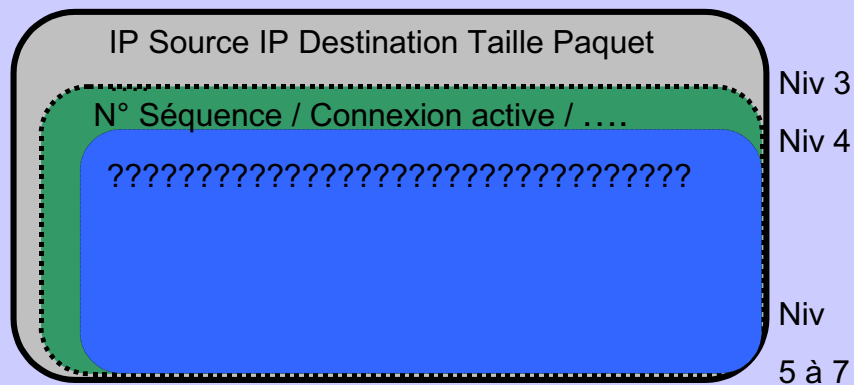 IP Source IP Destination Taille Paquet
....
Niv 3
N° Séquence / Connexion active / ....
Niv 4
?????????????????????????????????
Niv
5 à 7